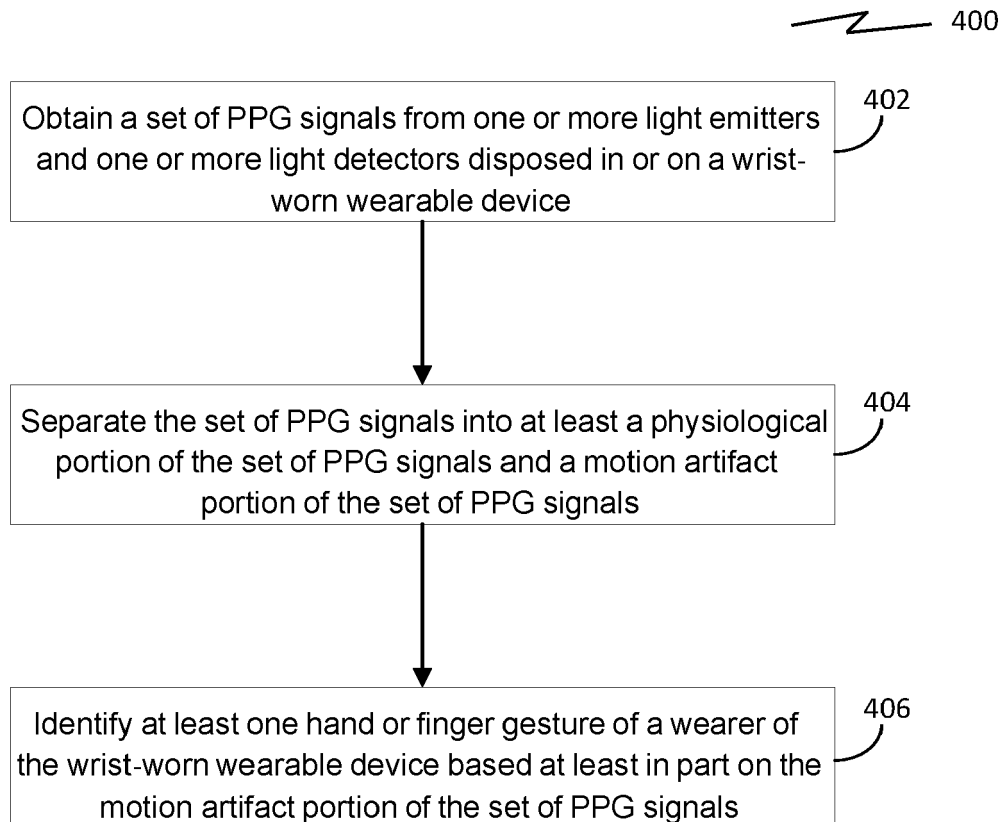 400
402
Obtain a set of PPG signals from one or more light emitters
and one or more light detectors disposed in or on a wrist-
worn wearable device
404
Separate the set of PPG signals into at least a physiological
portion of the set of PPG signals and a motion artifact
portion of the set of PPG signals
406
Identify at least one hand or finger gesture of a wearer of
the wrist-worn wearable device based at least in part on the
motion artifact portion of the set of PPG signals